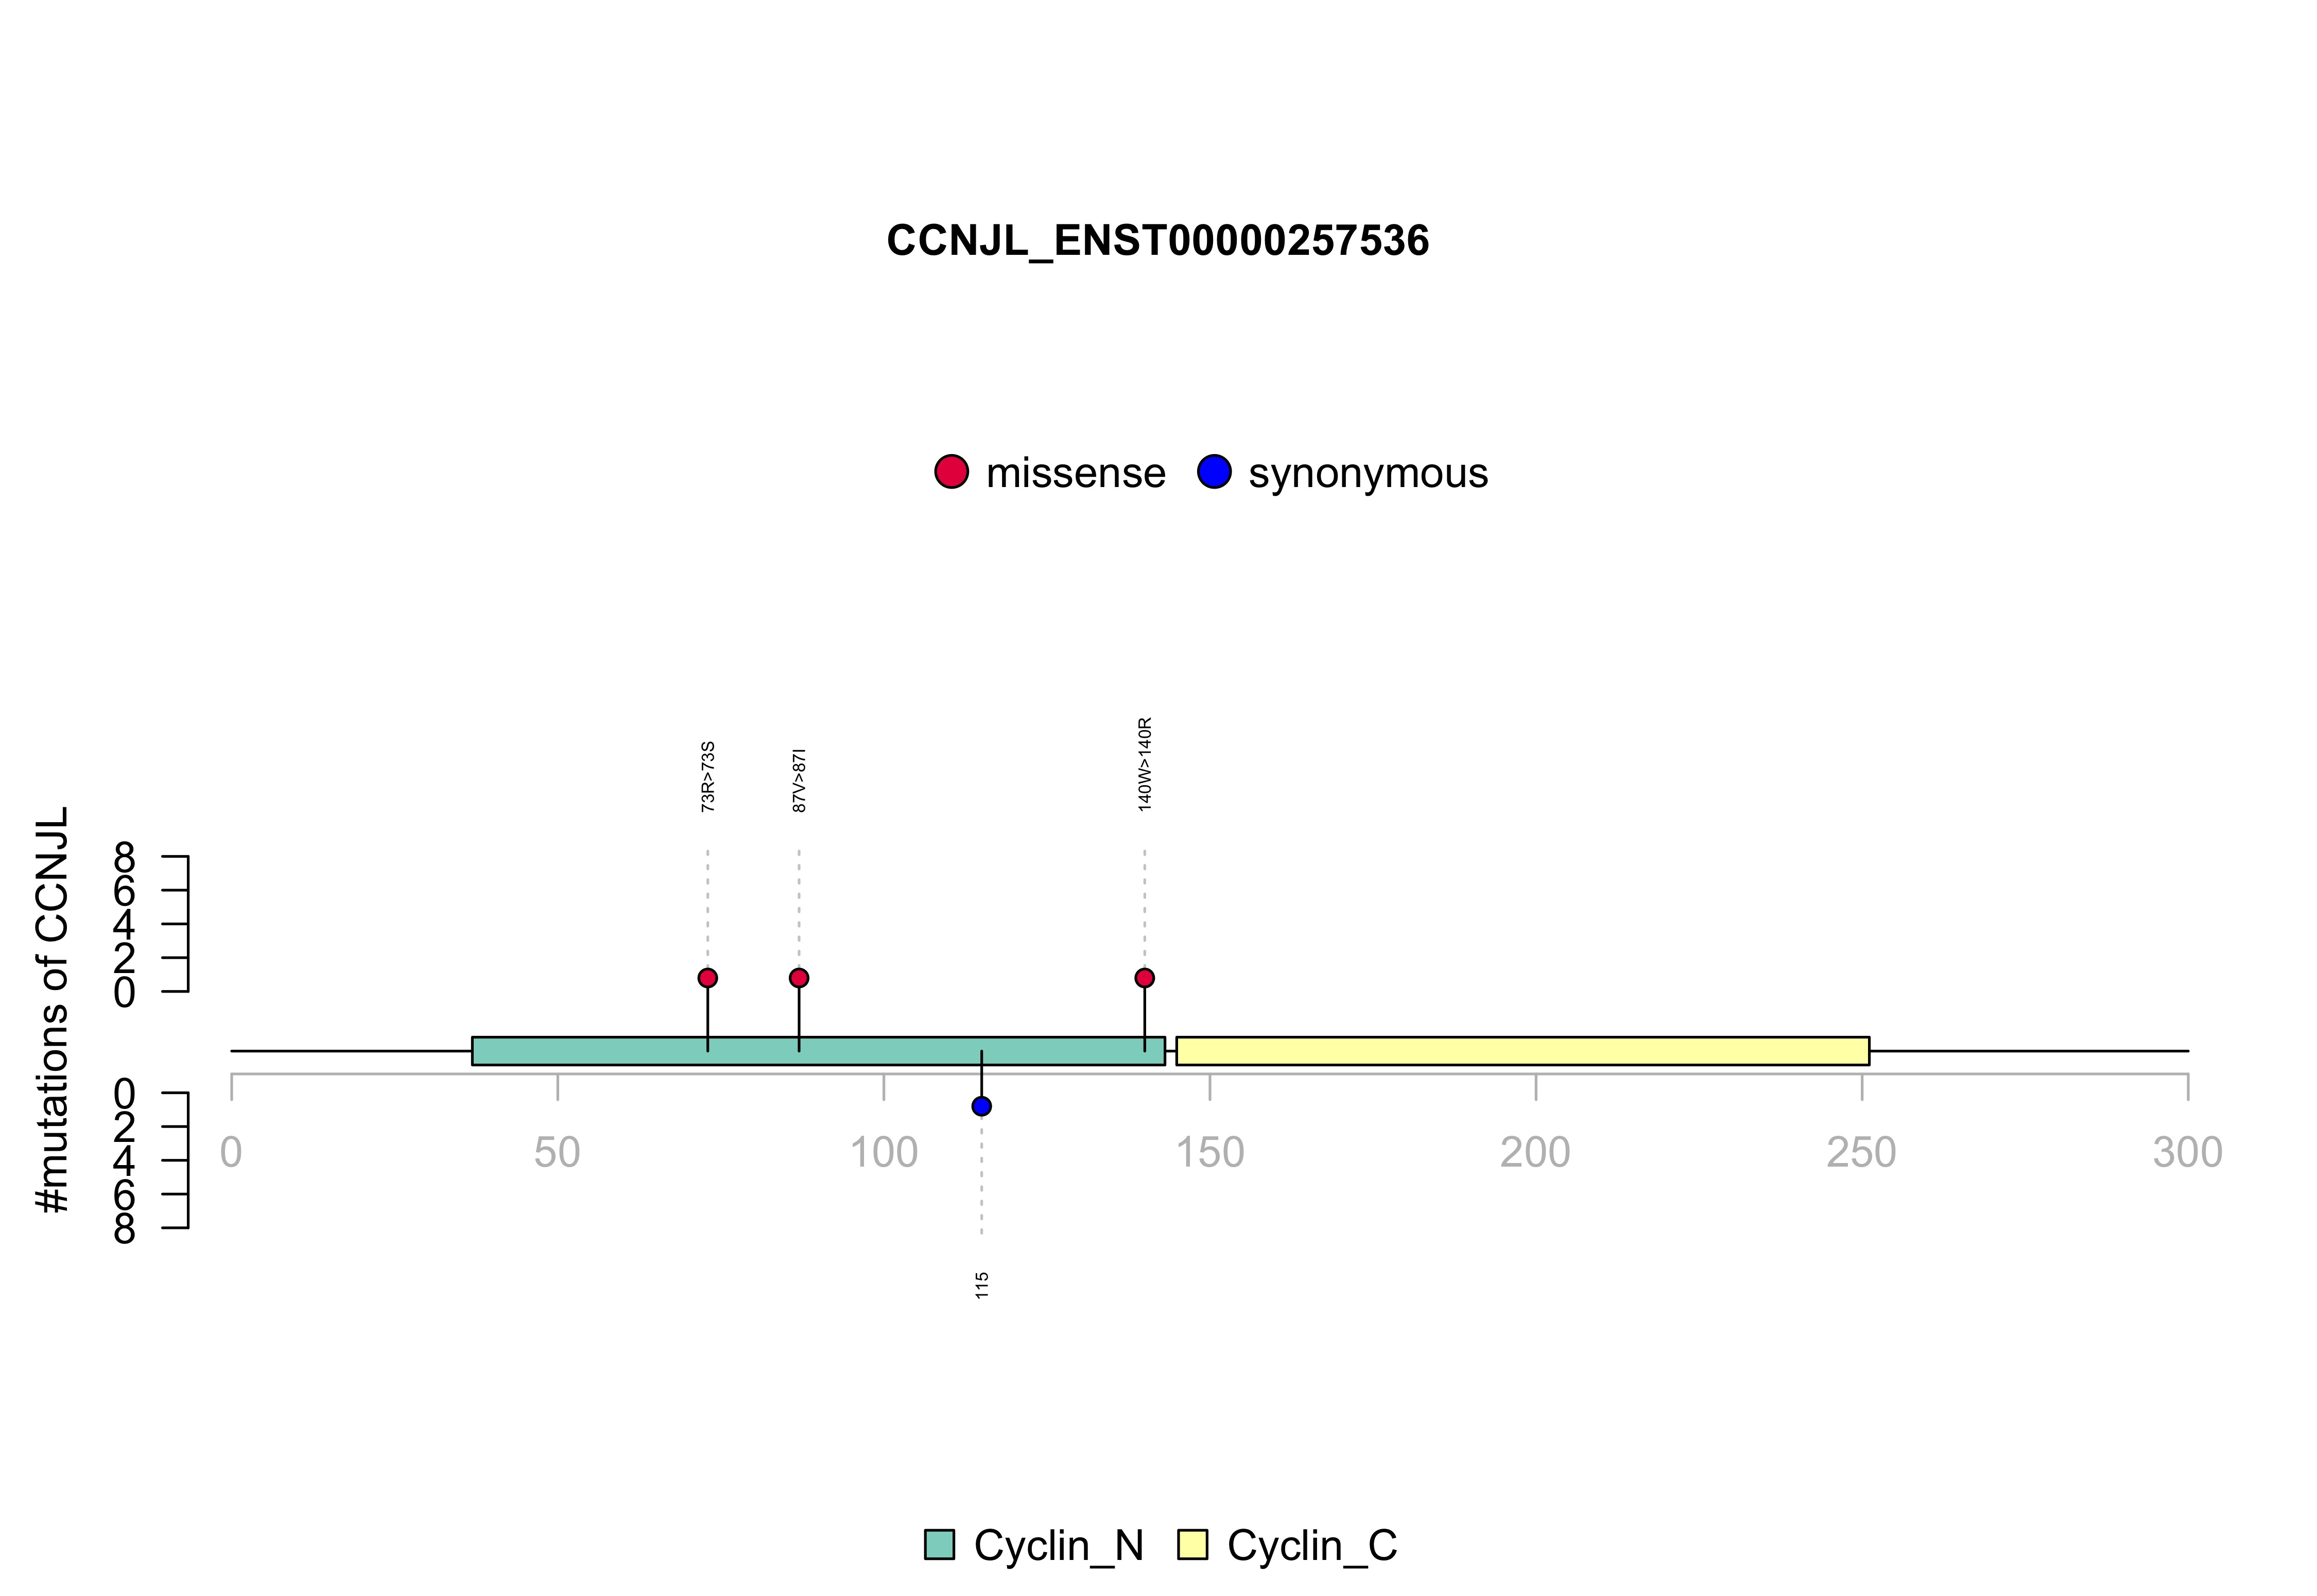 CCNJL_ENST00000257536
missense synonymous
73R>73S
87V>87I
140W>140R
#mutations of CCNJL
8
6
4
2
0
0
2
4
6
8
0 50 100 150 200 250 300
115
Cyclin_N Cyclin_C